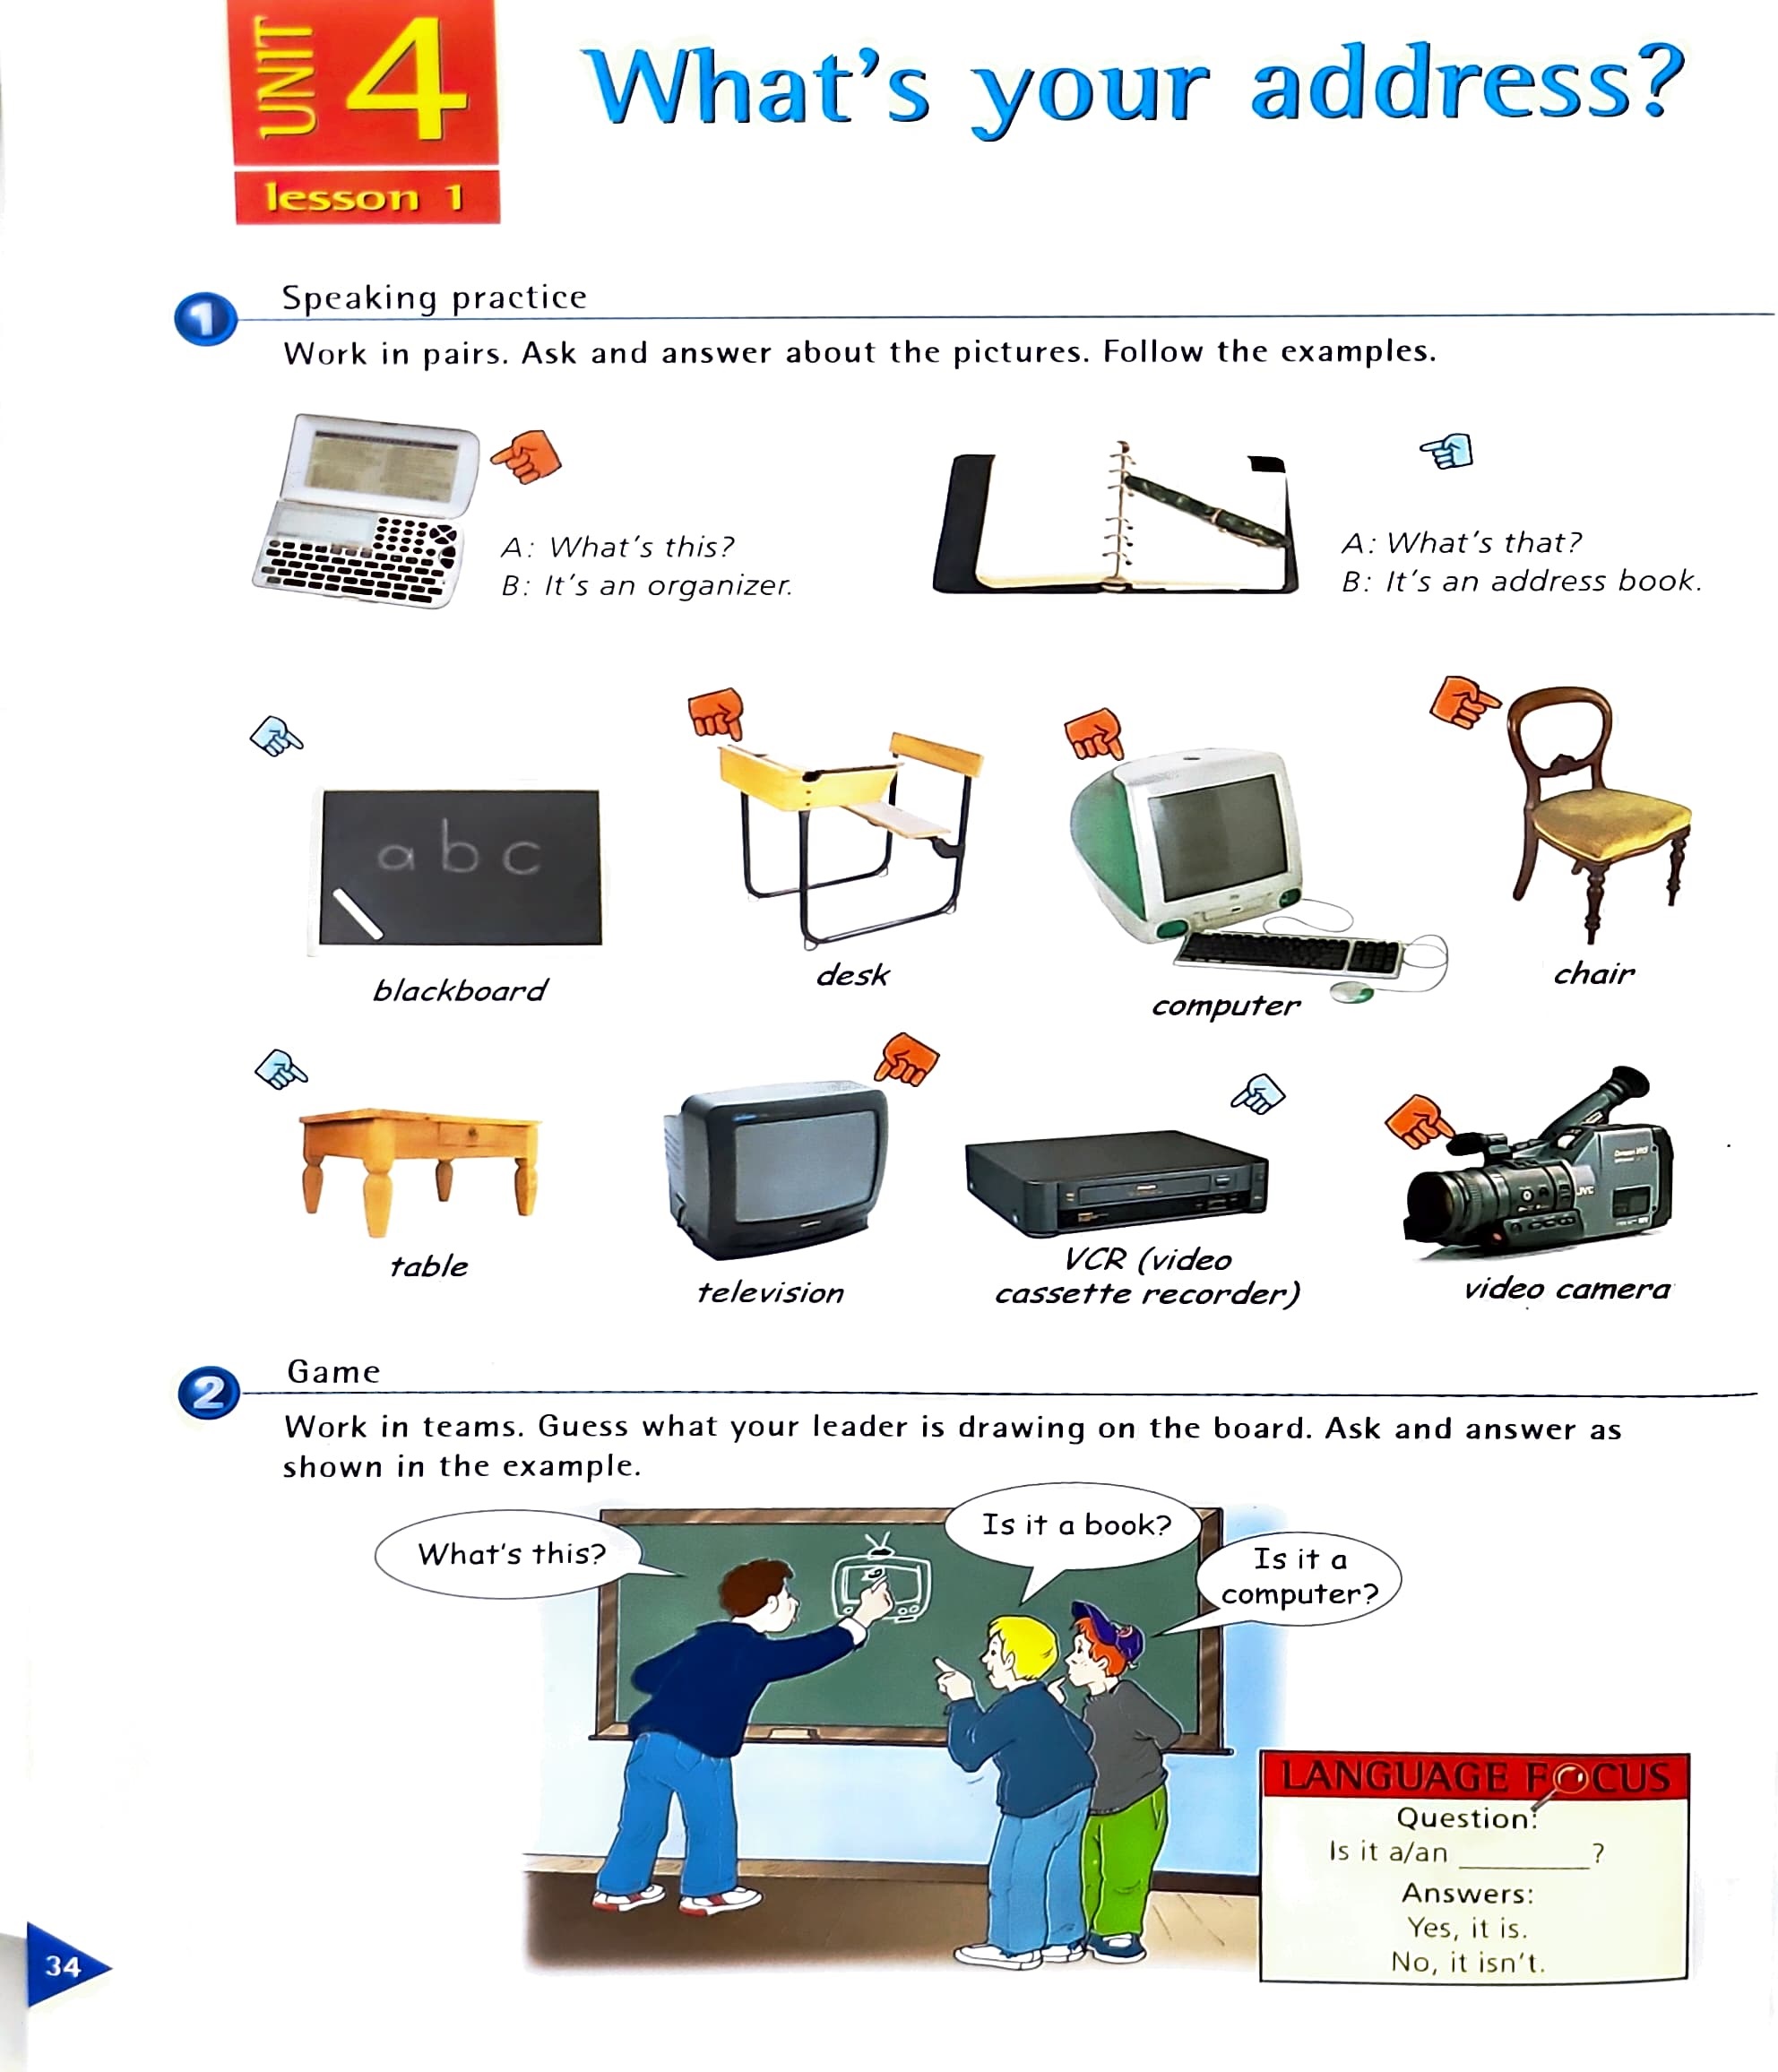 UNIT 4
What's your address?
lesson 1
1
Speaking practice
Work in pairs. Ask and answer about the pictures. Follow the examples.
A: What's this?
B: It's an organizer.
A: What's that?
B: It's an address book.
a b c
blackboard
desk
computer
chair
JVC
table
television
VCR (video
cassette recorder)
video camera
2
Game
Work in teams. Guess what your leader is drawing on the board. Ask and answer as
shown in the example.
What's this?
Is it a book?
Is it a
computer?
LANGUAGE FOCUS
Question:
Is it a/an ________?
Answers:
Yes, it is.
No, it isn't.
34